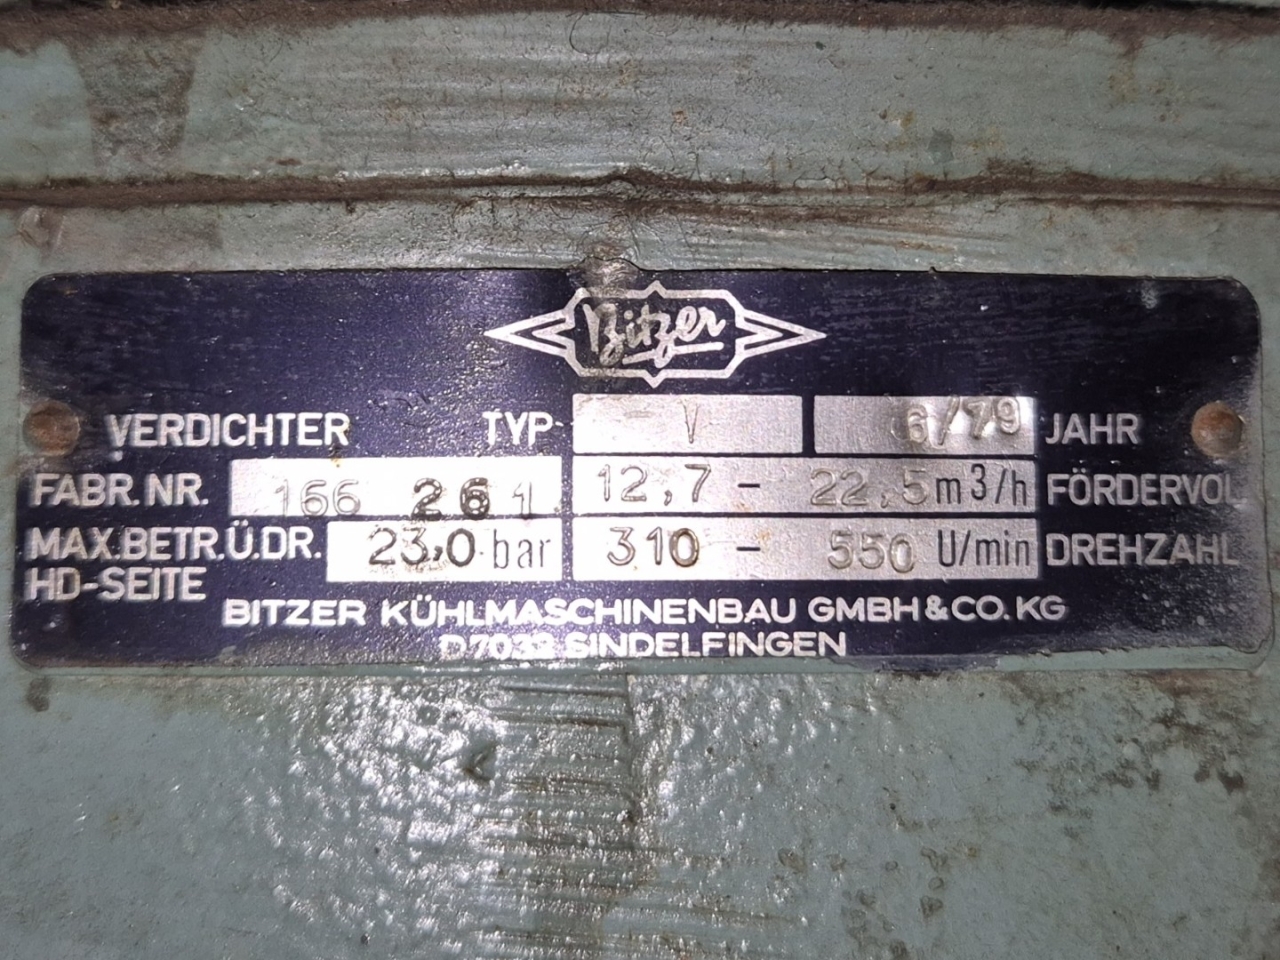 Bitzer
VERDICHTER TYP V 6/79 JAHR
FABR. NR. 166 261 12,7 - 22,5 m3/h FÖRDERVOL
MAX.BETR.Ü.DR. 23,0 bar 310 - 550 U/min DREHZAHL
HD-SEITE
BITZER KÜHLMASCHINENBAU GMBH & CO. KG
D7032 SINDELFINGEN